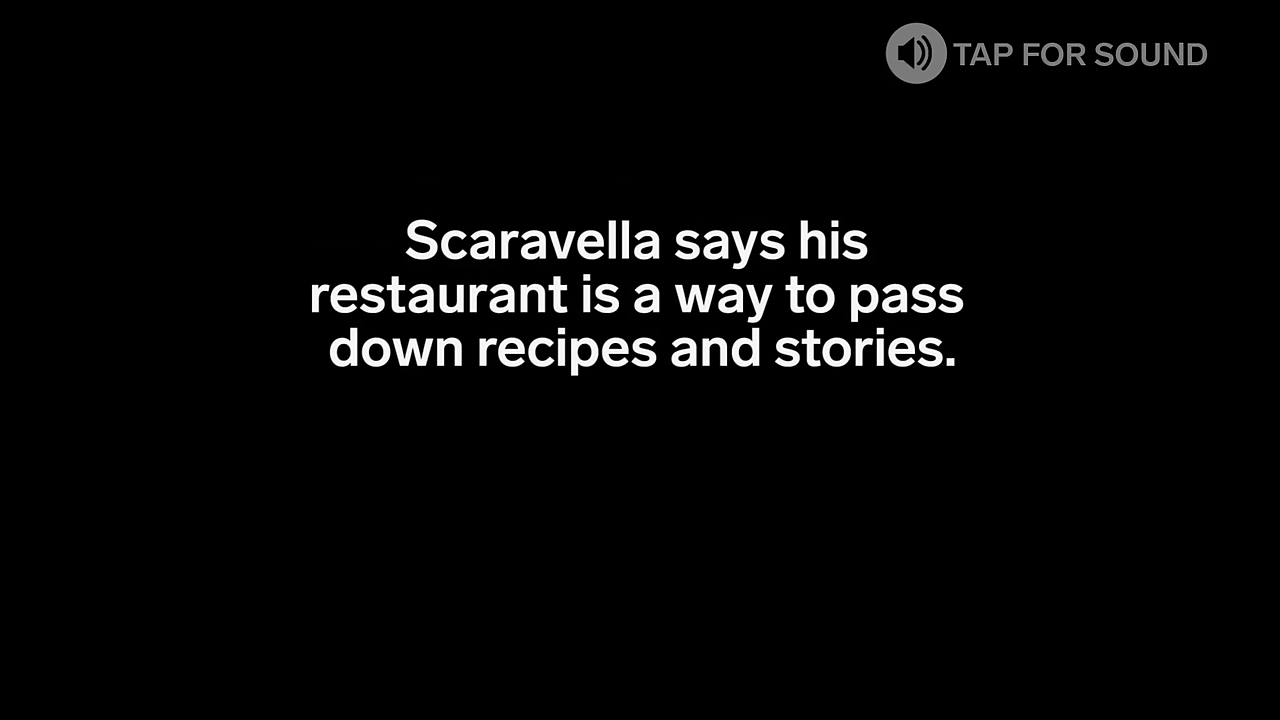 TAP FOR SOUND
Scaravella says his
restaurant is a way to pass
down recipes and stories.